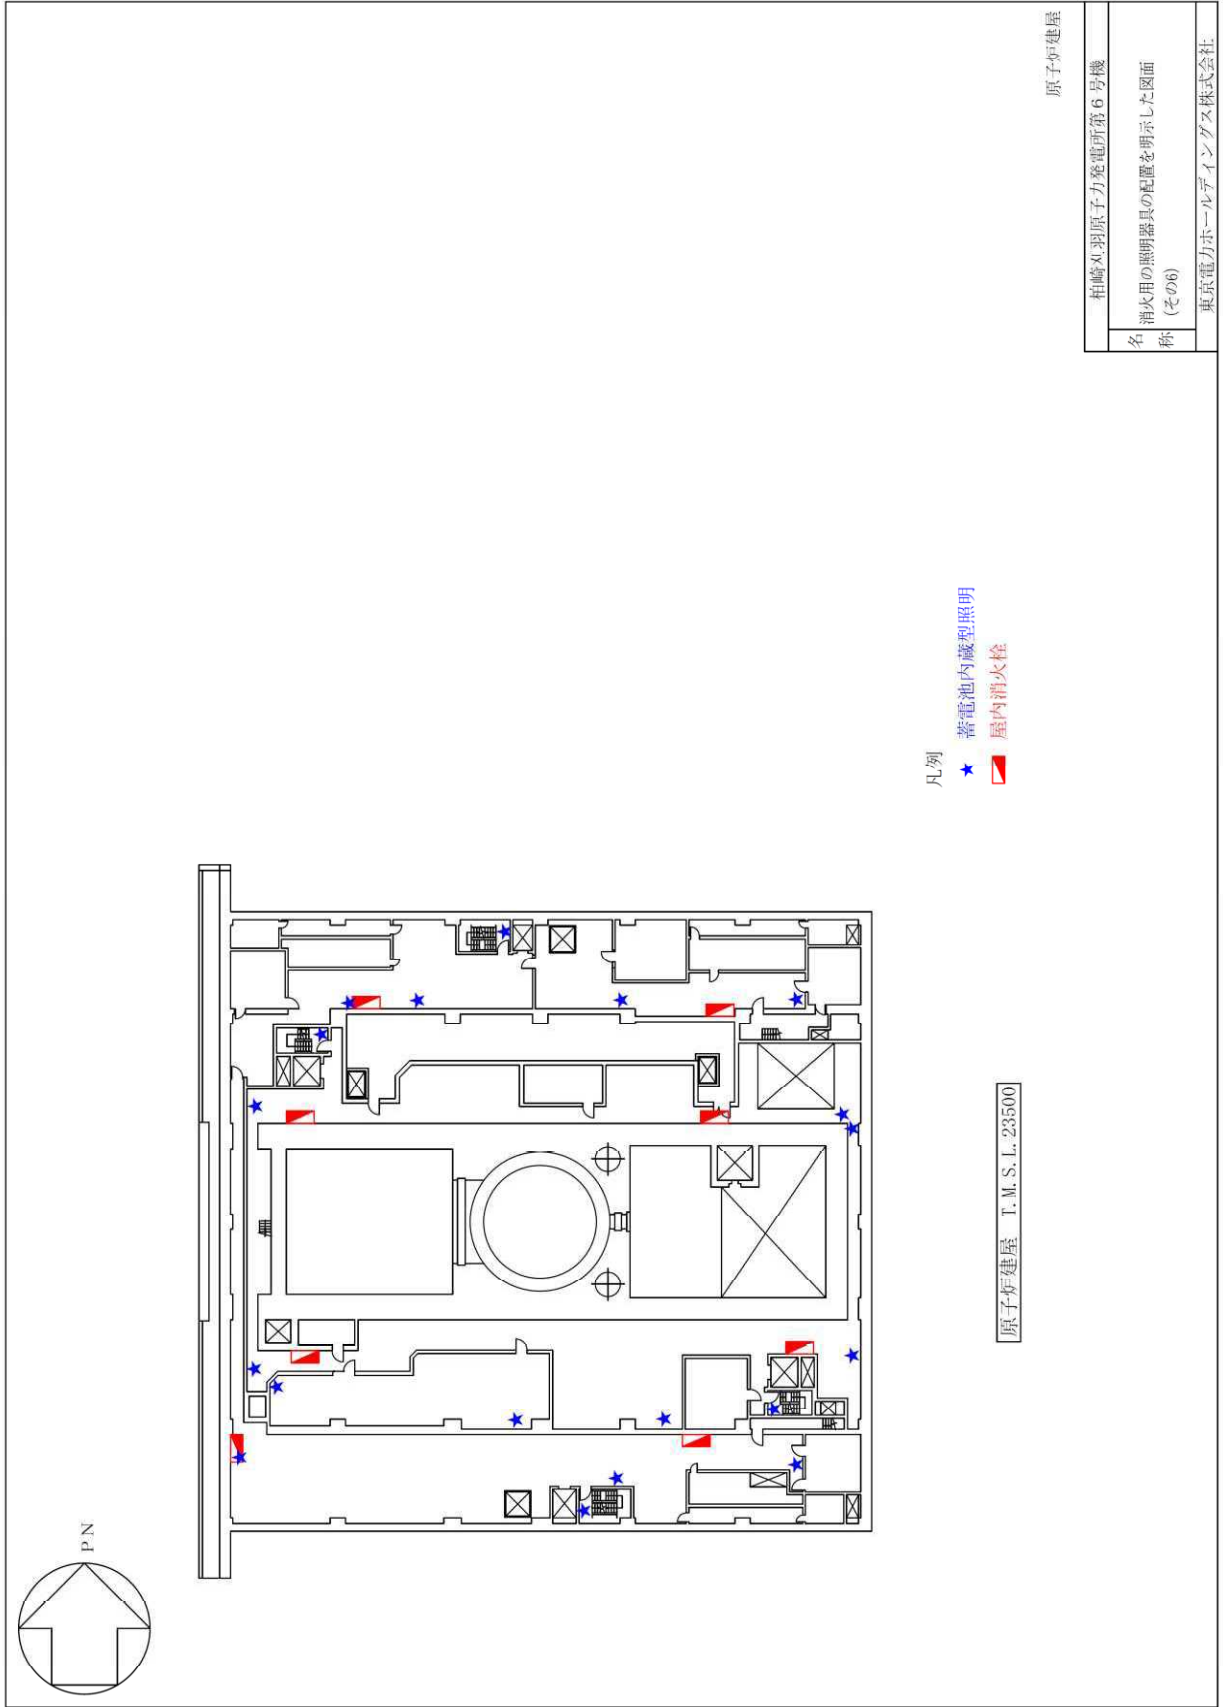 P N
原子炉建屋　T. M. S. L. 23500
凡例
★ 蓄電池内蔵型照明
屋内消火栓
原子炉建屋
柏崎刈羽原子力発電所第６号機
名称
消火用の照明器具の配置を明示した図面
(その6)
東京電力ホールディングス株式会社